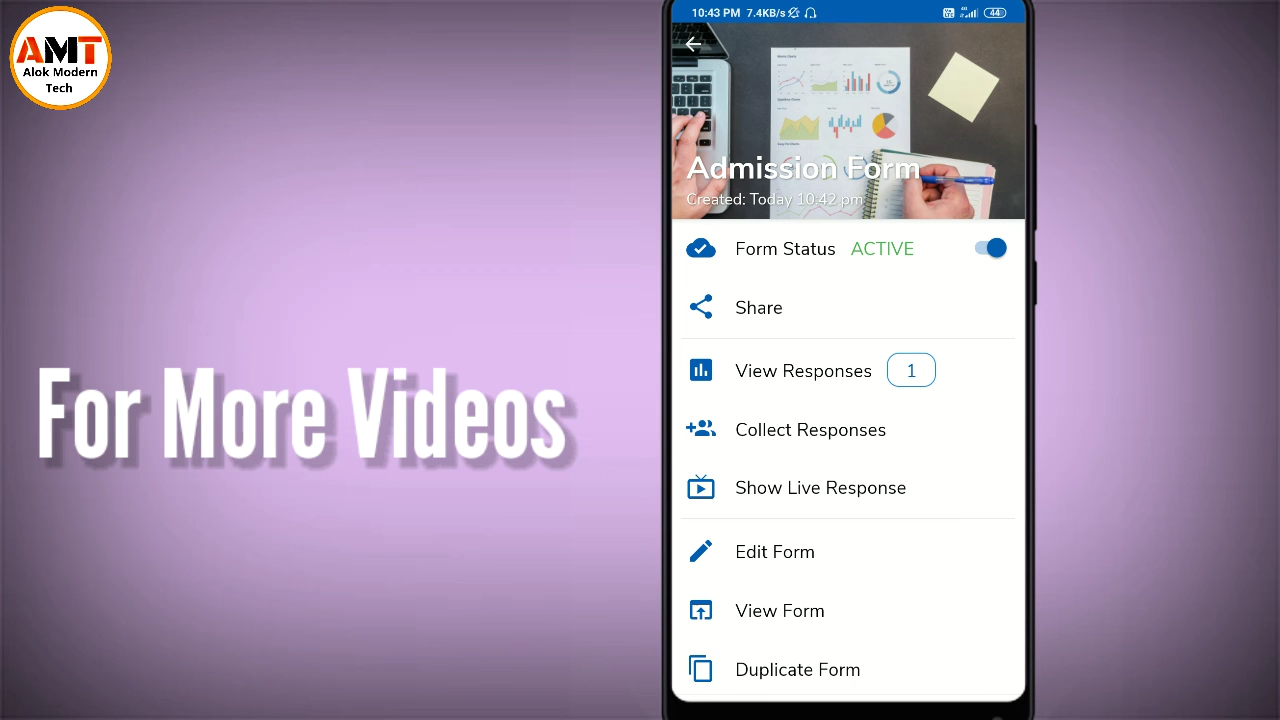 AMT
Alok Modern
Tech
For More Videos
10:43 PM 7.4KB/s
44
Admission Form
Created: Today 10:42 pm
Form Status ACTIVE
Share
View Responses 1
Collect Responses
Show Live Response
Edit Form
View Form
Duplicate Form